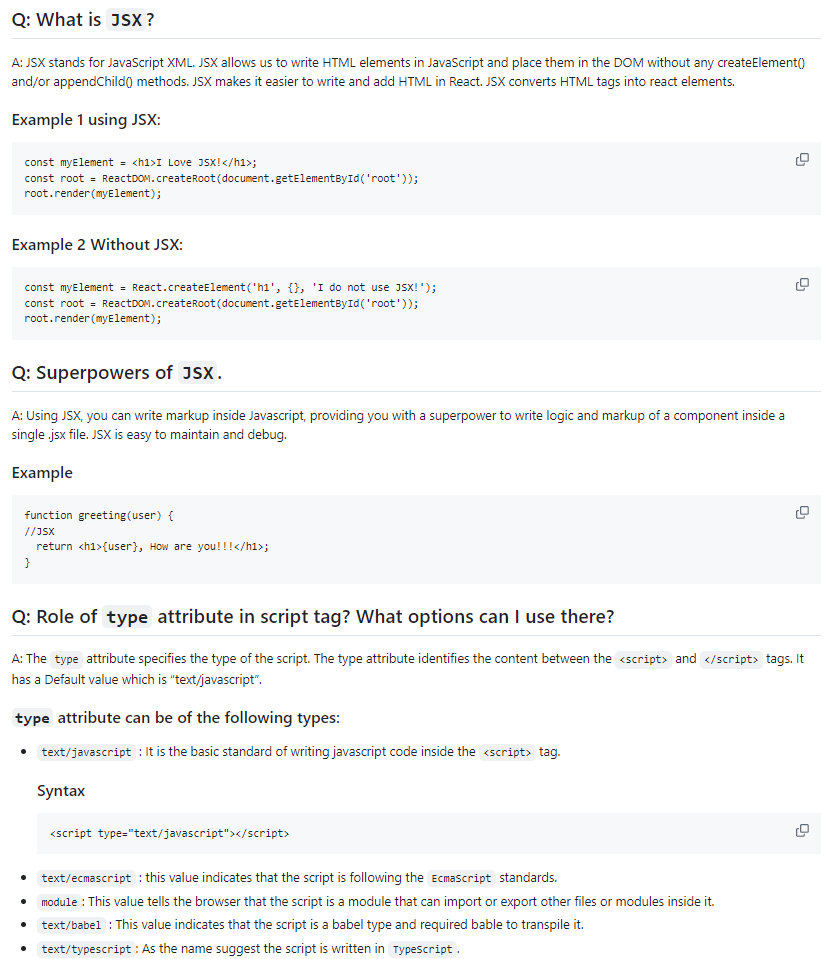 Q: What is JSX?
A: JSX stands for JavaScript XML. JSX allows us to write HTML elements in JavaScript and place them in the DOM without any createElement()
and/or appendChild() methods. JSX makes it easier to write and add HTML in React. JSX converts HTML tags into react elements.
Example 1 using JSX:
const myElement = <h1>I Love JSX!</h1>;
const root = ReactDOM.createRoot(document.getElementById('root'));
root.render(myElement);
Example 2 Without JSX:
const myElement = React.createElement('h1', {}, 'I do not use JSX!');
const root = ReactDOM.createRoot(document.getElementById('root'));
root.render(myElement);
Q: Superpowers of JSX.
A: Using JSX, you can write markup inside Javascript, providing you with a superpower to write logic and markup of a component inside a
single .jsx file. JSX is easy to maintain and debug.
Example
function greeting(user) {
//JSX
  return <h1>{user}, How are you!!!</h1>;
}
Q: Role of type attribute in script tag? What options can I use there?
A: The type attribute specifies the type of the script. The type attribute identifies the content between the <script> and </script> tags. It
has a Default value which is “text/javascript”.
type attribute can be of the following types:
• text/javascript : It is the basic standard of writing javascript code inside the <script> tag.
Syntax
<script type="text/javascript"></script>
• text/ecmascript : this value indicates that the script is following the EcmaScript standards.
• module : This value tells the browser that the script is a module that can import or export other files or modules inside it.
• text/babel : This value indicates that the script is a babel type and required bable to transpile it.
• text/typescript : As the name suggest the script is written in TypeScript .